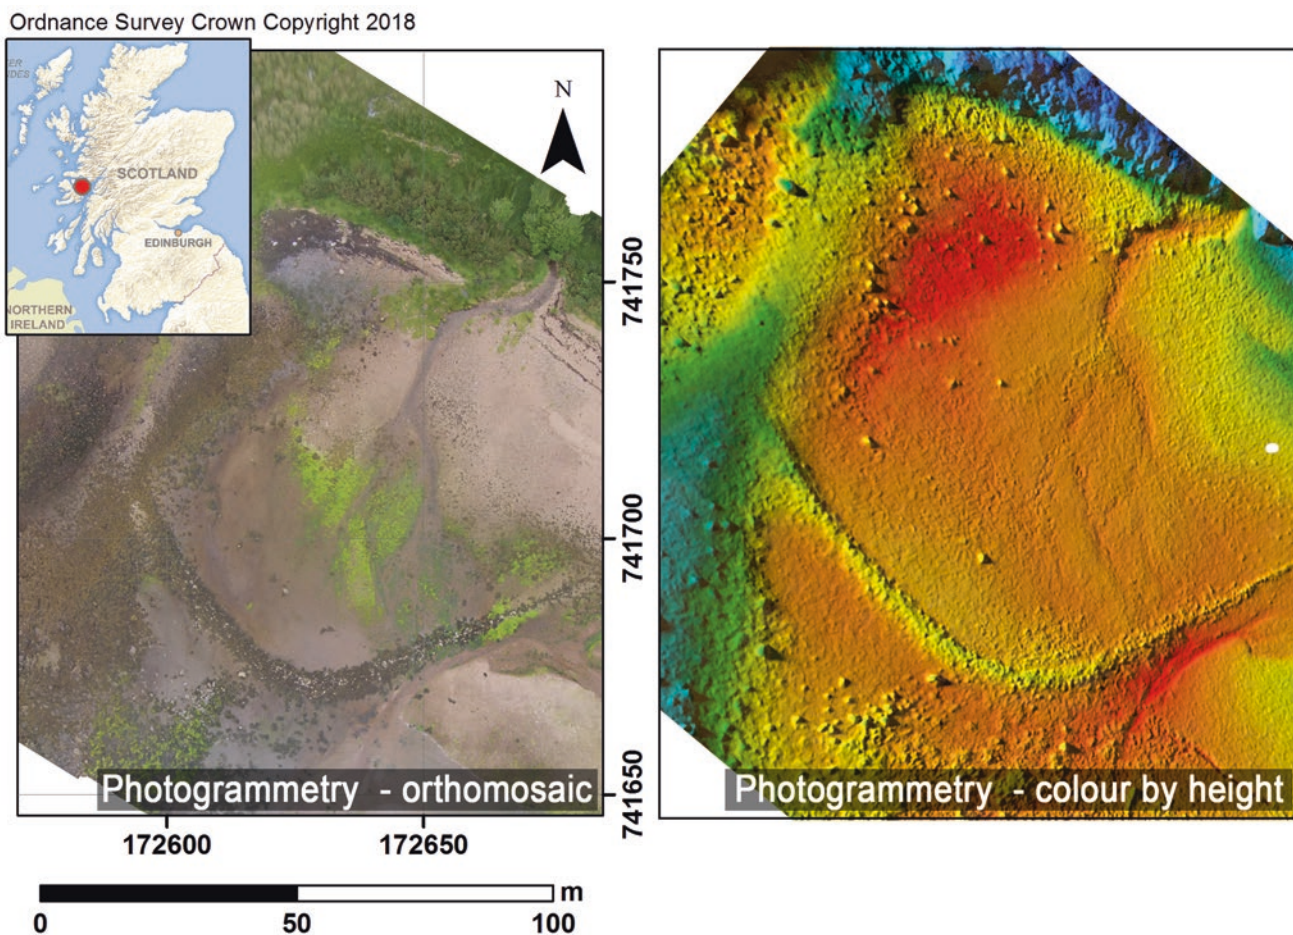 Ordnance Survey Crown Copyright 2018
SCOTLAND
EDINBURGH
NORTHERN
IRELAND
N
741750
741700
741650
Photogrammetry - orthomosaic
Photogrammetry - colour by height
172600
172650
m
0
50
100